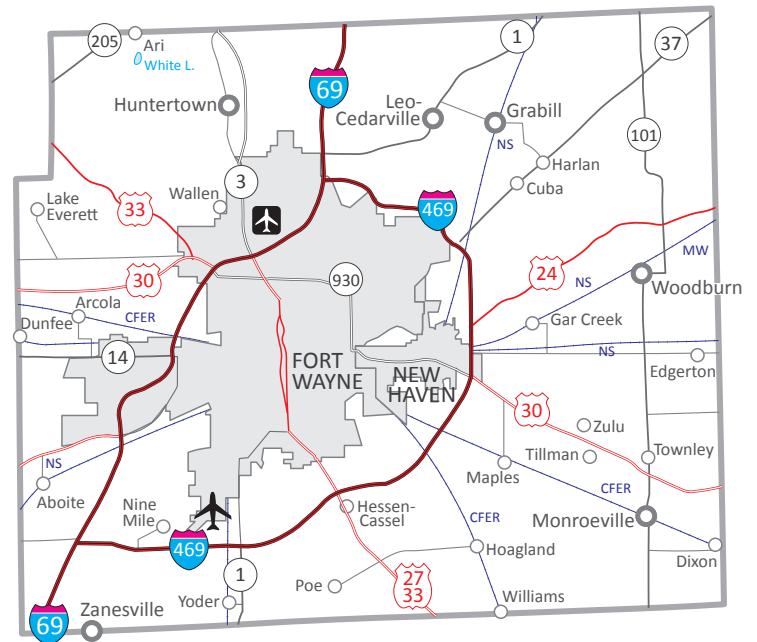 205
Ari
White L.
1
37
69
Huntertown
Leo-
Cedarville
Grabill
NS
101
Harlan
Cuba
3
Wallen
Lake
Everett
33
469
MW
30
24
NS
930
Woodburn
Arcola
CFER
Dunfee
Gar Creek
14
NS
Edgerton
FORT
WAYNE
NEW
HAVEN
30
Zulu
Tillman
Townley
NS
Maples
CFER
Aboite
Nine
Mile
Hessen-
Cassel
CFER
Monroeville
469
Hoagland
Dixon
1
Poe
27
33
Yoder
Williams
69
Zanesville